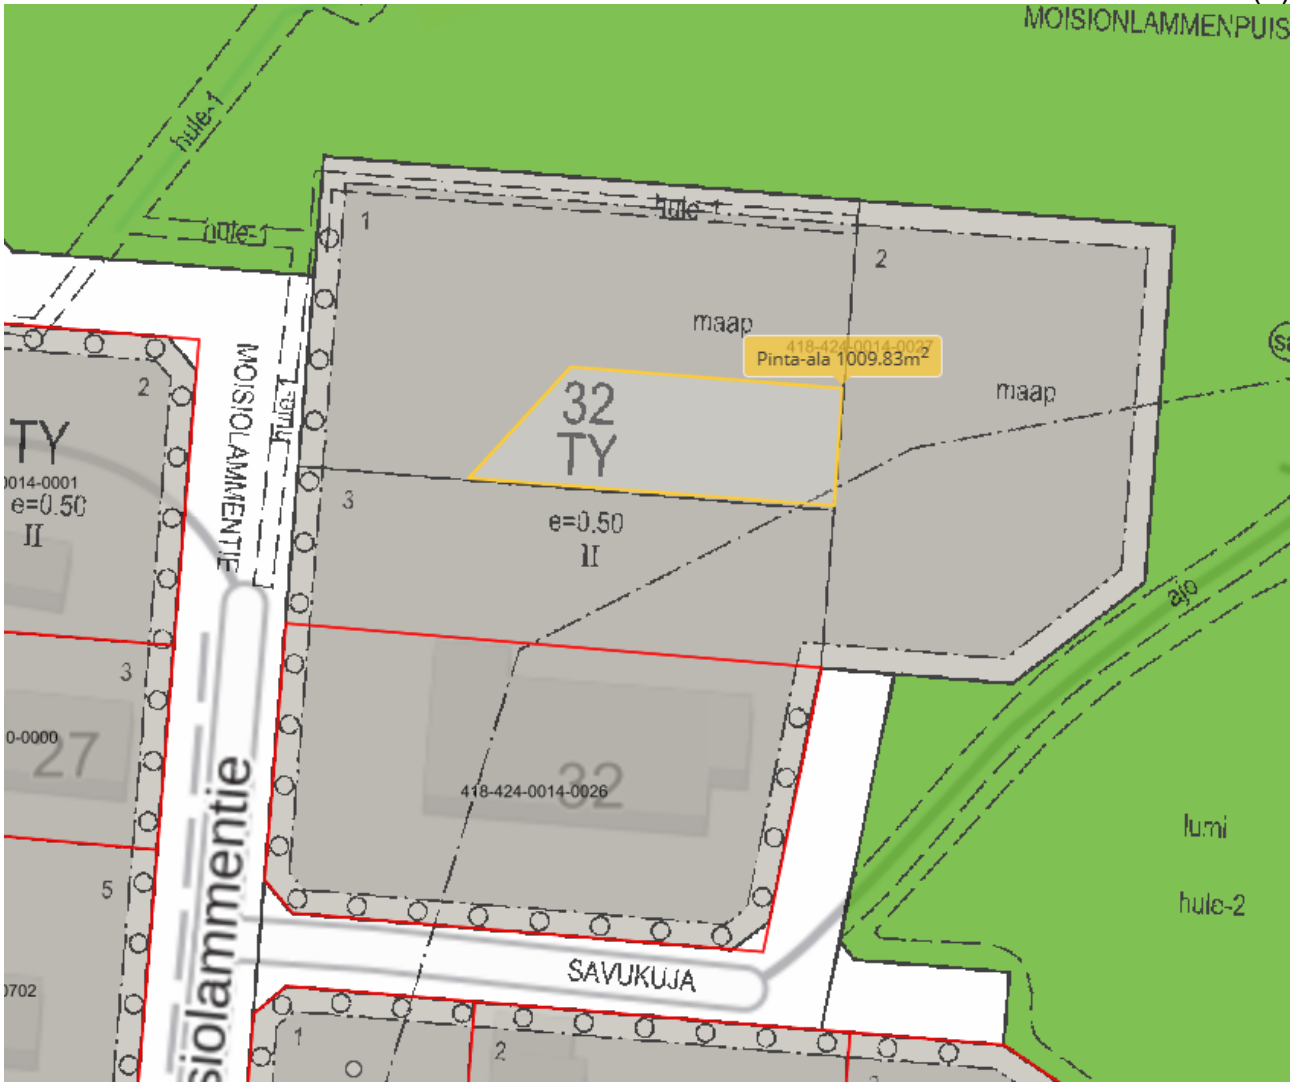 MOISIONLAMMENPUIS
hule-1
hule-1
hule-1
1
2
maap
418-424-0014-0027
Pinta-ala 1009.83m²
maap
sa
2
MOISIOLAMMENTIE
hule-1
32
TY
TY
0014-0001
e=0.50
II
3
e=0.50
II
ajo
3
0-0000
27
32
418-424-0014-0026
lumi
hule-2
5
siolammentie
SAVUKUJA
0702
1
2